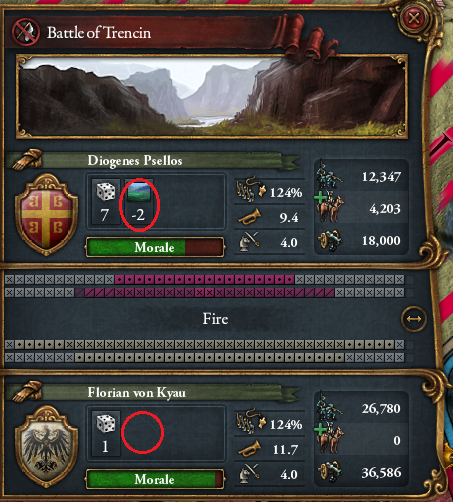 Battle of Trencin
Diogenes Psellos
7
-2
124%
9.4
4.0
12,347
4,203
18,000
Morale
Fire
Florian von Kyau
1
124%
11.7
4.0
26,780
0
36,586
Morale